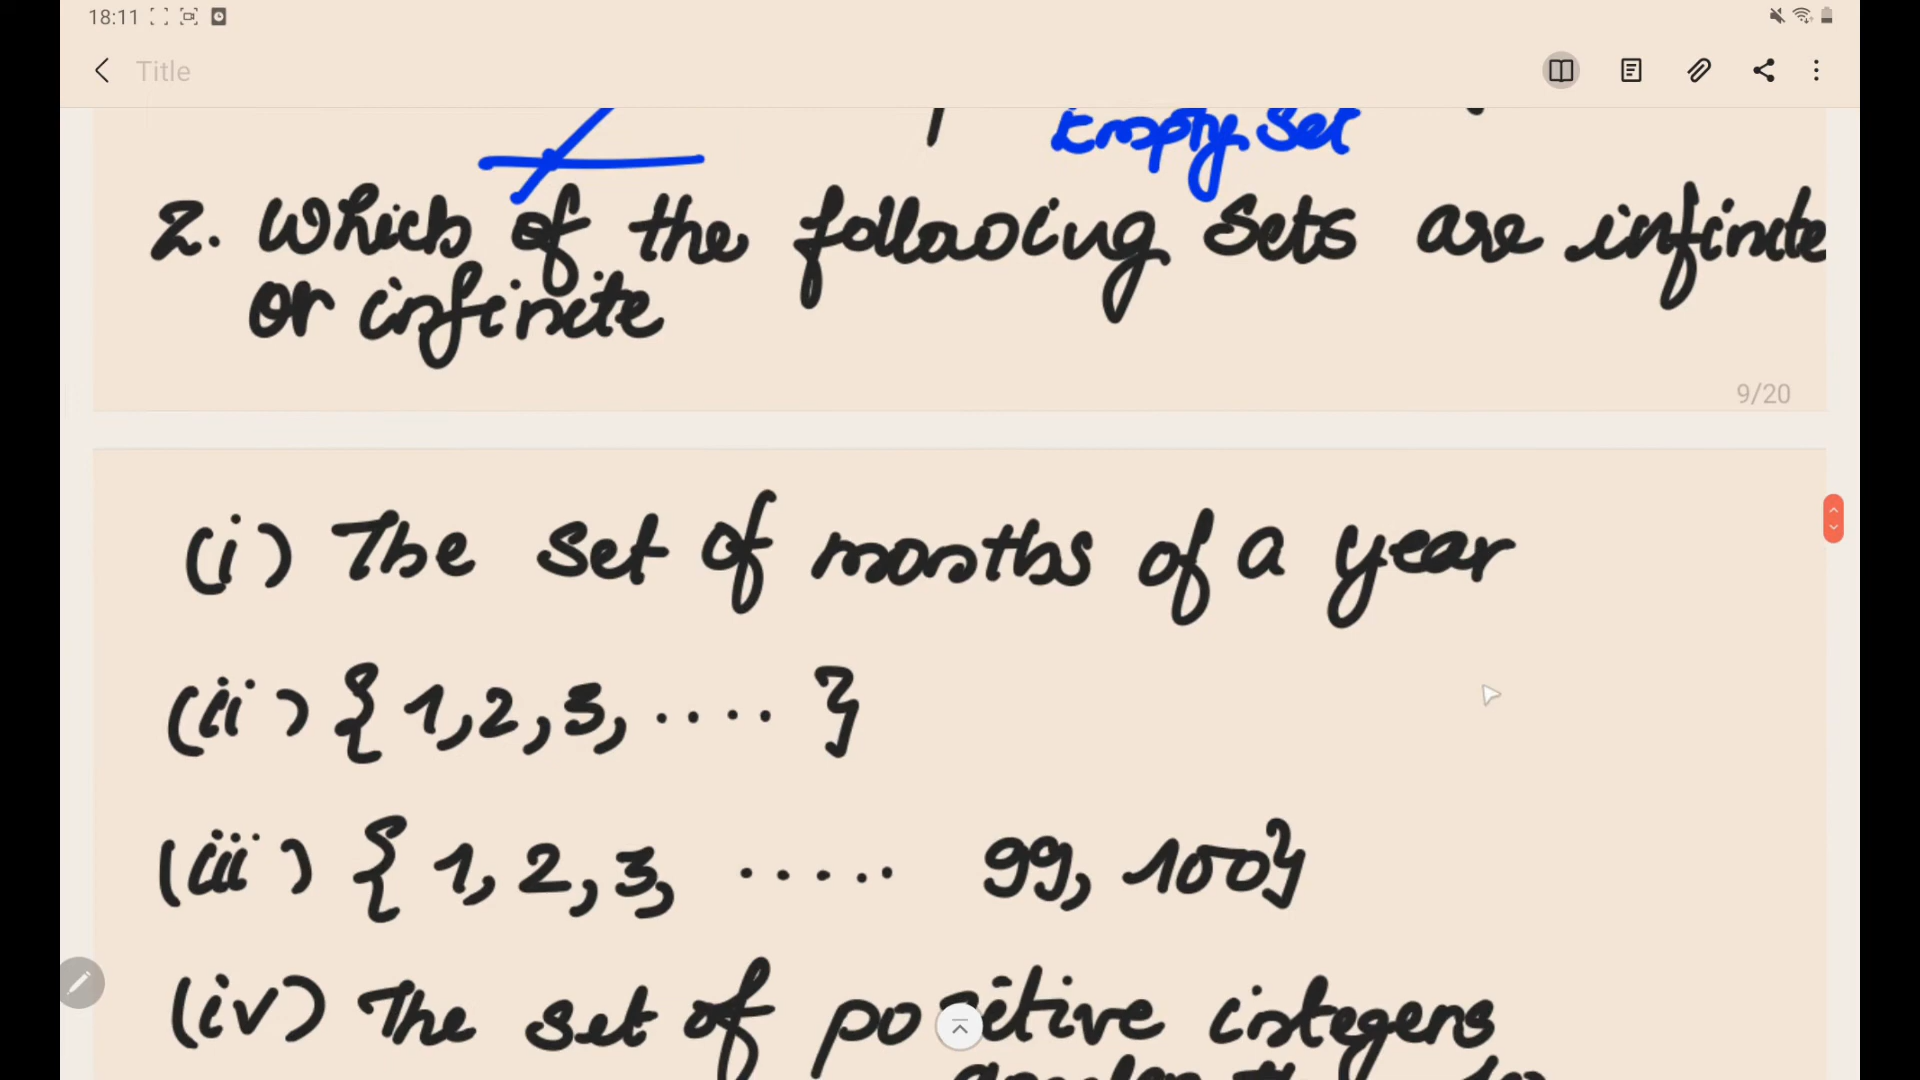 18:11
Title
Empty Set
2. Which of the following sets are infinite
or infinite
9/20
(i) The set of months of a year
(ii) {1,2,3, .... }
(iii) {1, 2, 3, ..... 99, 100}
(iv) The set of positive integers